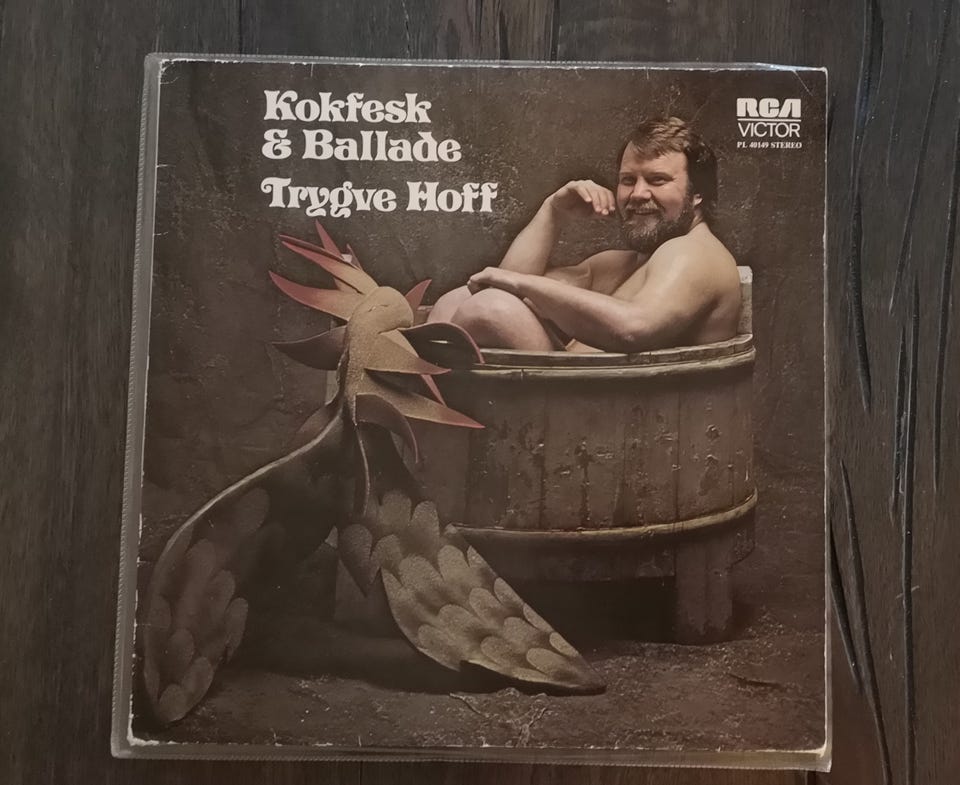 Kokfesk
& Ballade
Trygve Hoff
RCA
VICTOR
PL 40149 STEREO